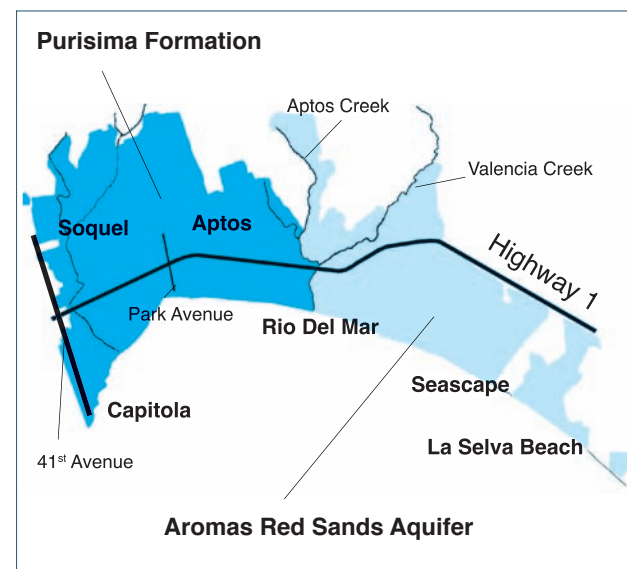 Purisima Formation
Aptos Creek
Valencia Creek
Soquel
Aptos
Highway 1
Park Avenue
Rio Del Mar
Seascape
Capitola
La Selva Beach
41st Avenue
Aromas Red Sands Aquifer